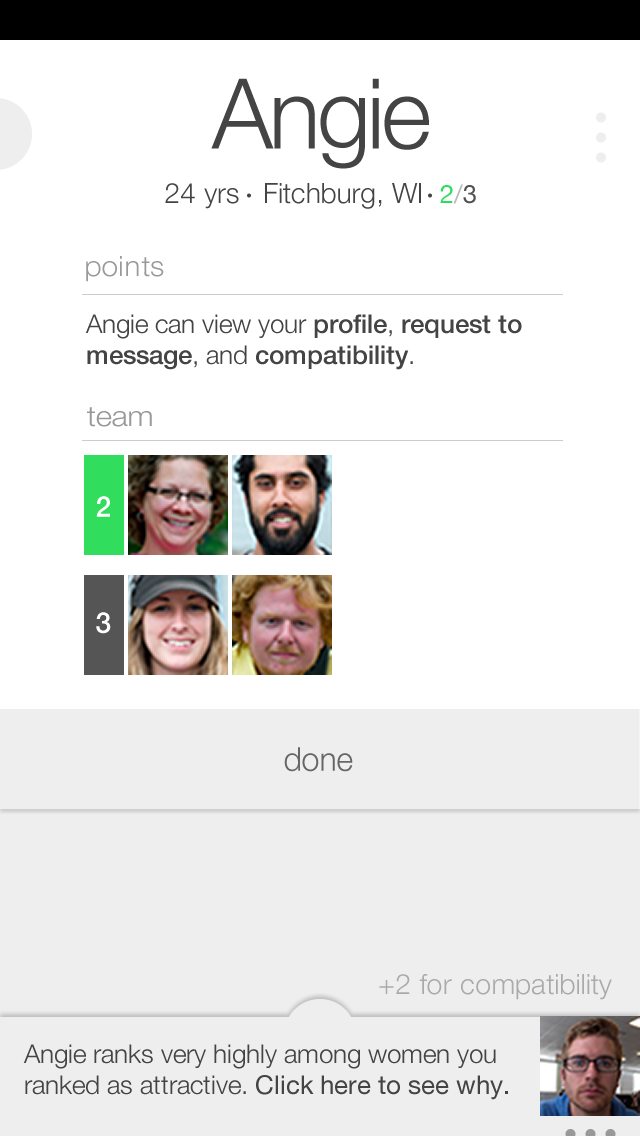 Angie
24 yrs · Fitchburg, WI · 2/3
points
Angie can view your profile, request to
message, and compatibility.
team
2
3
done
+2 for compatibility
Angie ranks very highly among women you
ranked as attractive. Click here to see why.